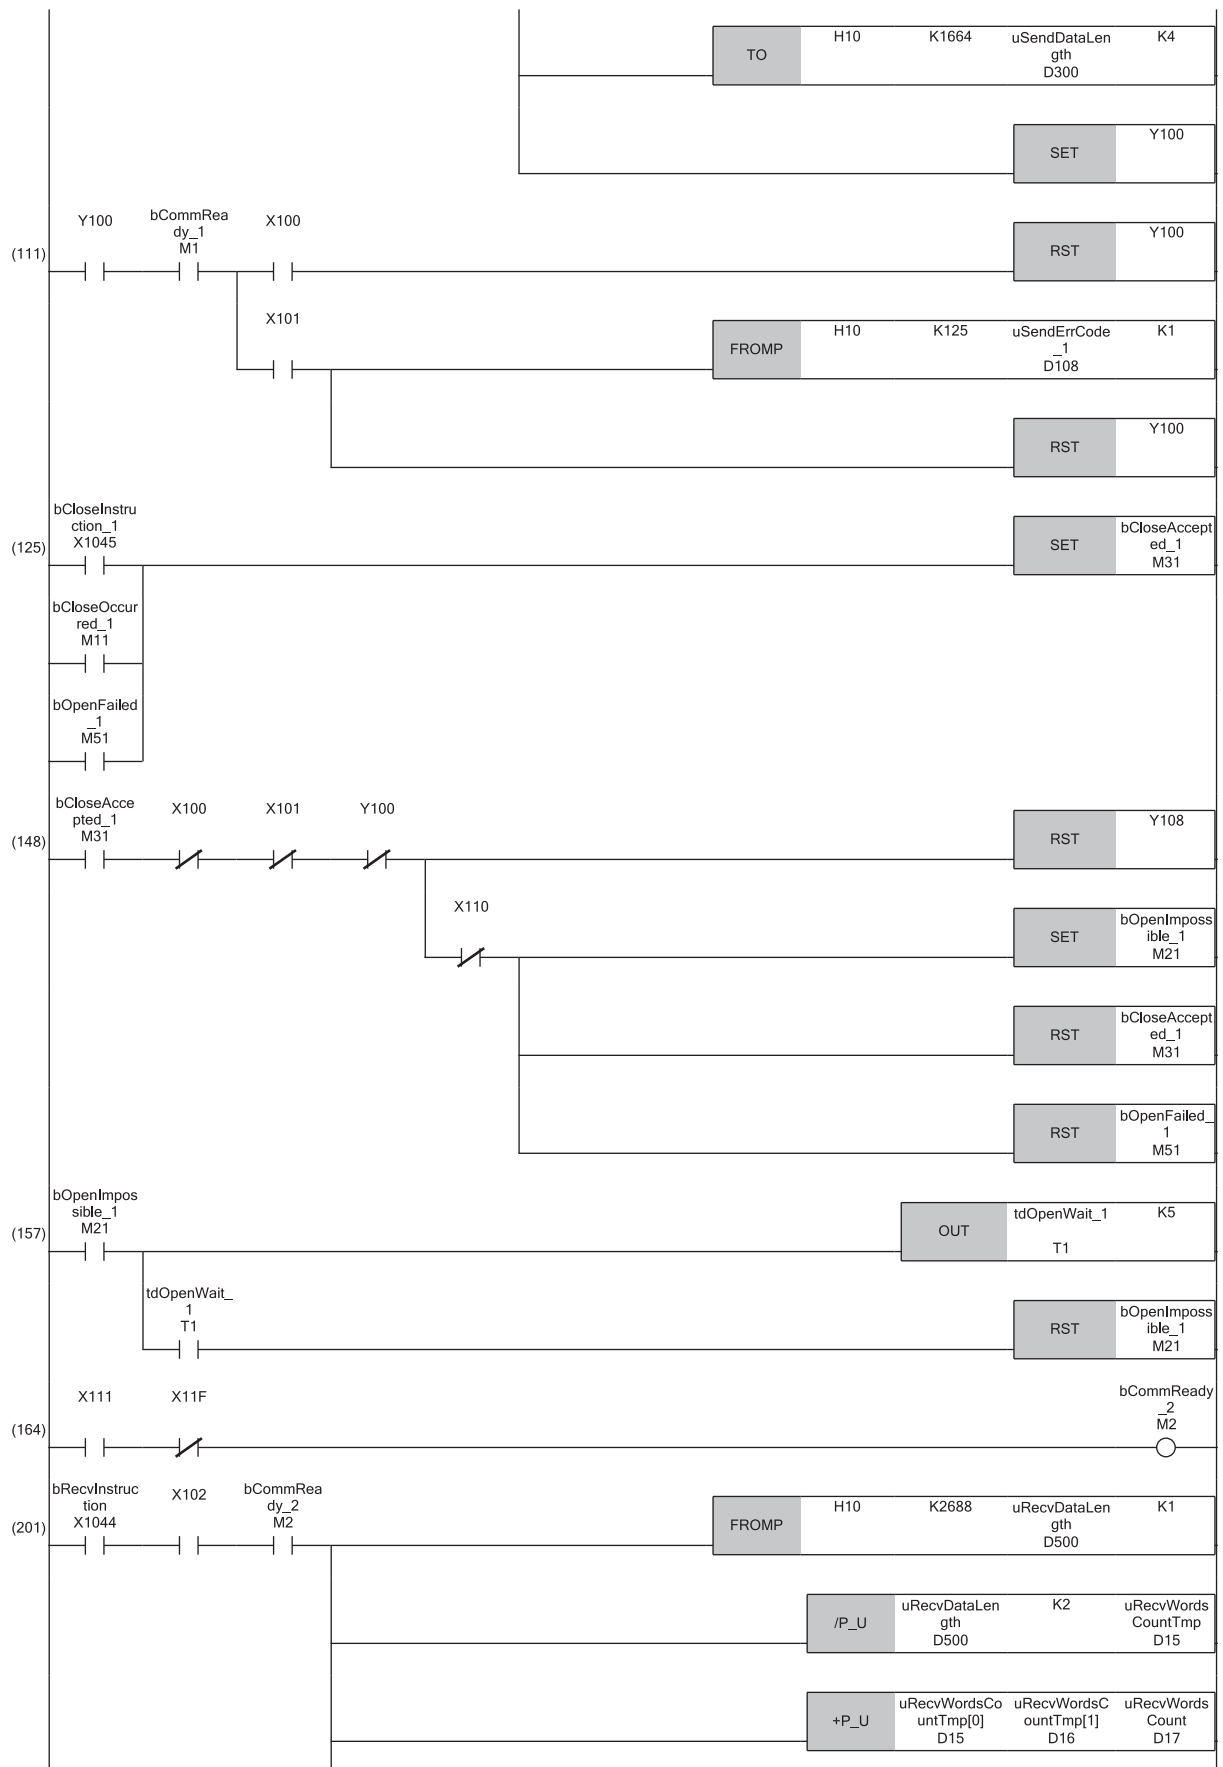 TO H10 K1664 uSendDataLen
gth
D300 K4
SET Y100
(111) Y100 bCommRea
dy_1
M1 X100 RST Y100
X101 FROMP H10 K125 uSendErrCode
_1
D108 K1
RST Y100
(125) bCloseInstru
ction_1
X1045 SET bCloseAccept
ed_1
M31
bCloseOccur
red_1
M11
bOpenFailed
_1
M51
(148) bCloseAcce
pted_1
M31 X100 X101 Y100 RST Y108
X110 SET bOpenImposs
ible_1
M21
RST bCloseAccept
ed_1
M31
RST bOpenFailed_
1
M51
(157) bOpenImpos
sible_1
M21 OUT tdOpenWait_1
T1 K5
tdOpenWait_
1
T1 RST bOpenImposs
ible_1
M21
(164) X111 X11F bCommReady
_2
M2
(201) bRecvInstruc
tion
X1044 X102 bCommRea
dy_2
M2 FROMP H10 K2688 uRecvDataLen
gth
D500 K1
/P_U uRecvDataLen
gth
D500 K2 uRecvWords
CountTmp
D15
+P_U uRecvWordsCo
untTmp[0]
D15 uRecvWordsC
ountTmp[1]
D16 uRecvWords
Count
D17